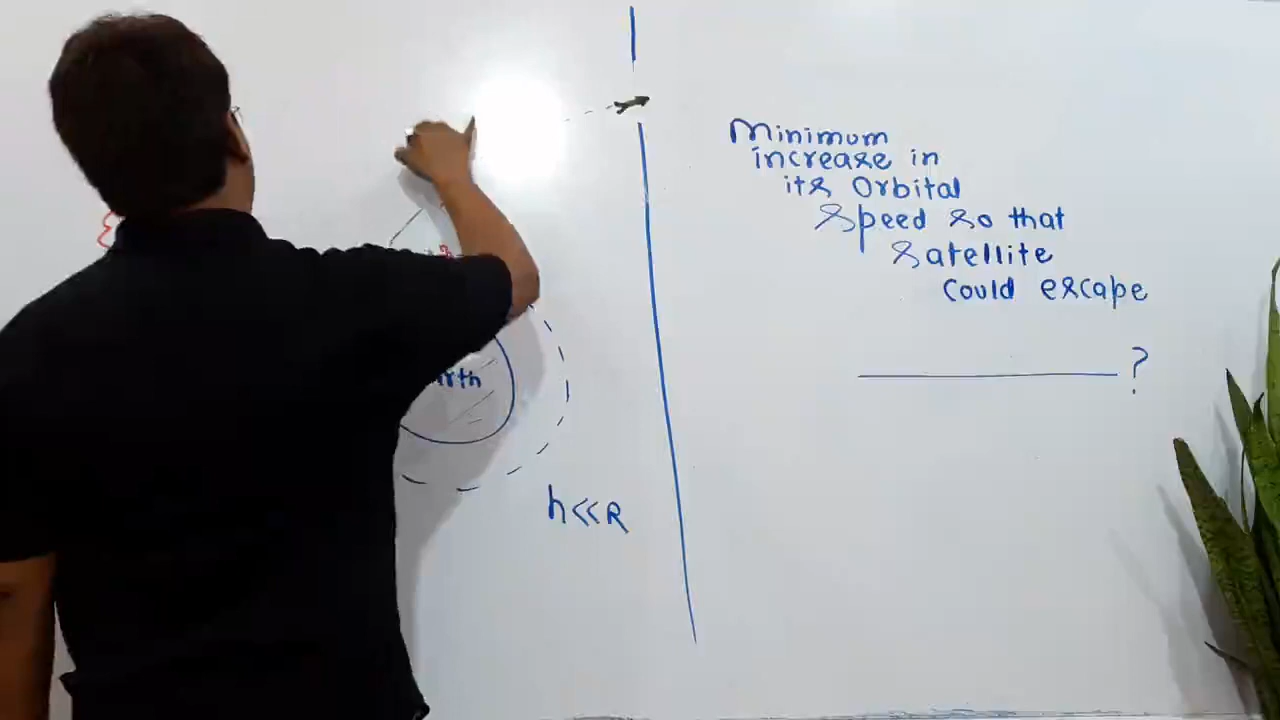 h<<R
Minimum
increase in
its Orbital
speed so that
satellite
could escape
?